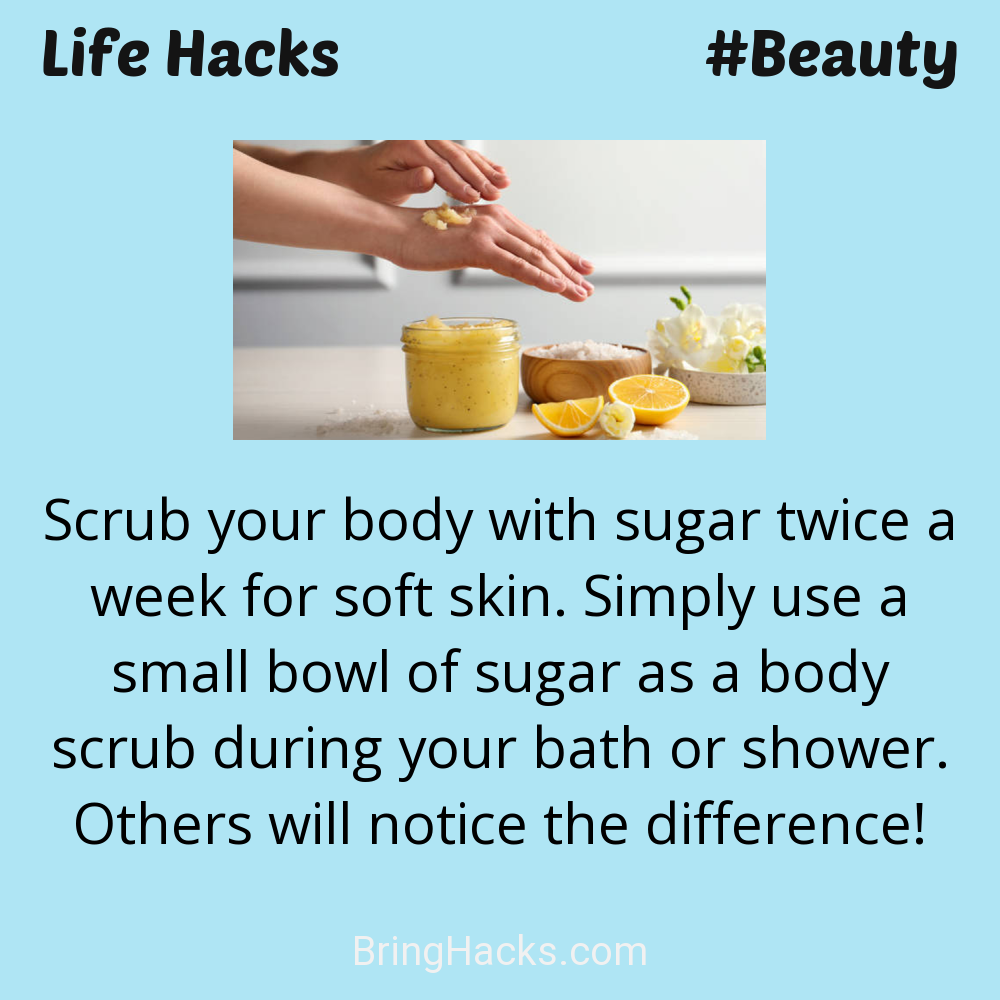 Life Hacks
#Beauty
Scrub your body with sugar twice a
week for soft skin. Simply use a
small bowl of sugar as a body
scrub during your bath or shower.
Others will notice the difference!
BringHacks.com